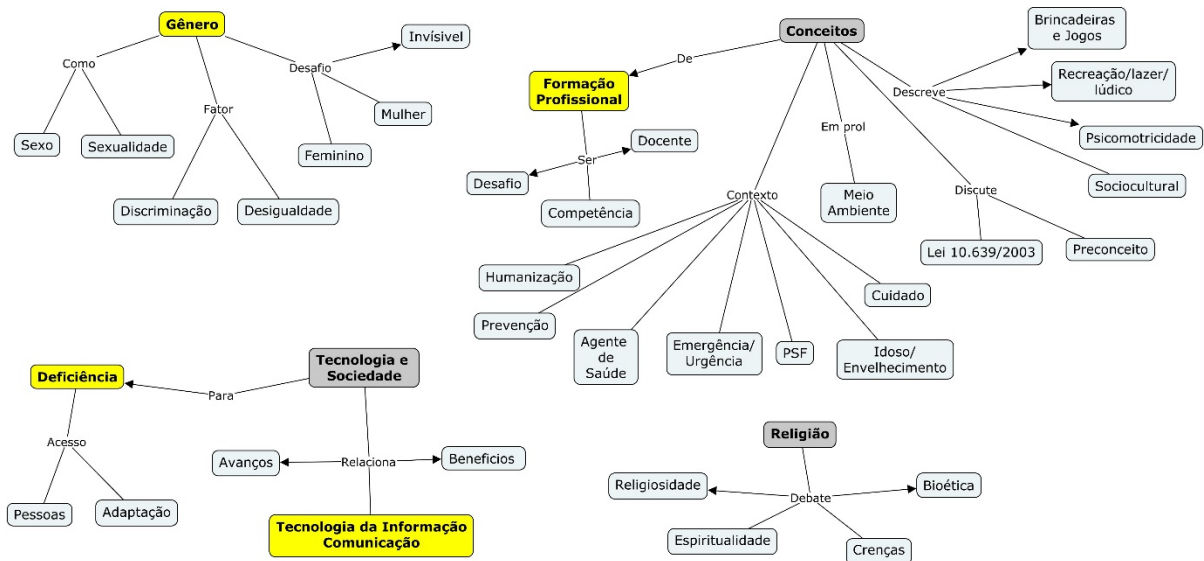 Gênero
Como
Fator
Desafio
Invísivel
Mulher
Feminino
Sexo
Sexualidade
Discriminação
Desigualdade
Conceitos
De
Formação
Profissional
Ser
Docente
Desafio
Competência
Em prol
Meio
Ambiente
Descreve
Brincadeiras
e Jogos
Recreação/lazer/
lúdico
Psicomotricidade
Sociocultural
Discute
Lei 10.639/2003
Preconceito
Contexto
Humanização
Prevenção
Agente
de
Saúde
Emergência/
Urgência
PSF
Idoso/
Envelhecimento
Cuidado
Deficiência
Para
Tecnologia e
Sociedade
Acesso
Pessoas
Adaptação
Avanços
Relaciona
Beneficios
Tecnologia da Informação
Comunicação
Religião
Religiosidade
Debate
Bioética
Espiritualidade
Crenças